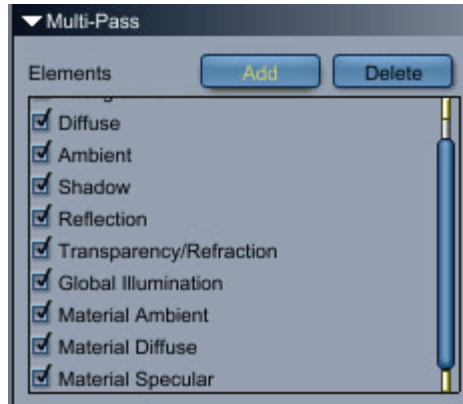 Multi-Pass
Elements Add Delete
Diffuse
Ambient
Shadow
Reflection
Transparency/Refraction
Global Illumination
Material Ambient
Material Diffuse
Material Specular